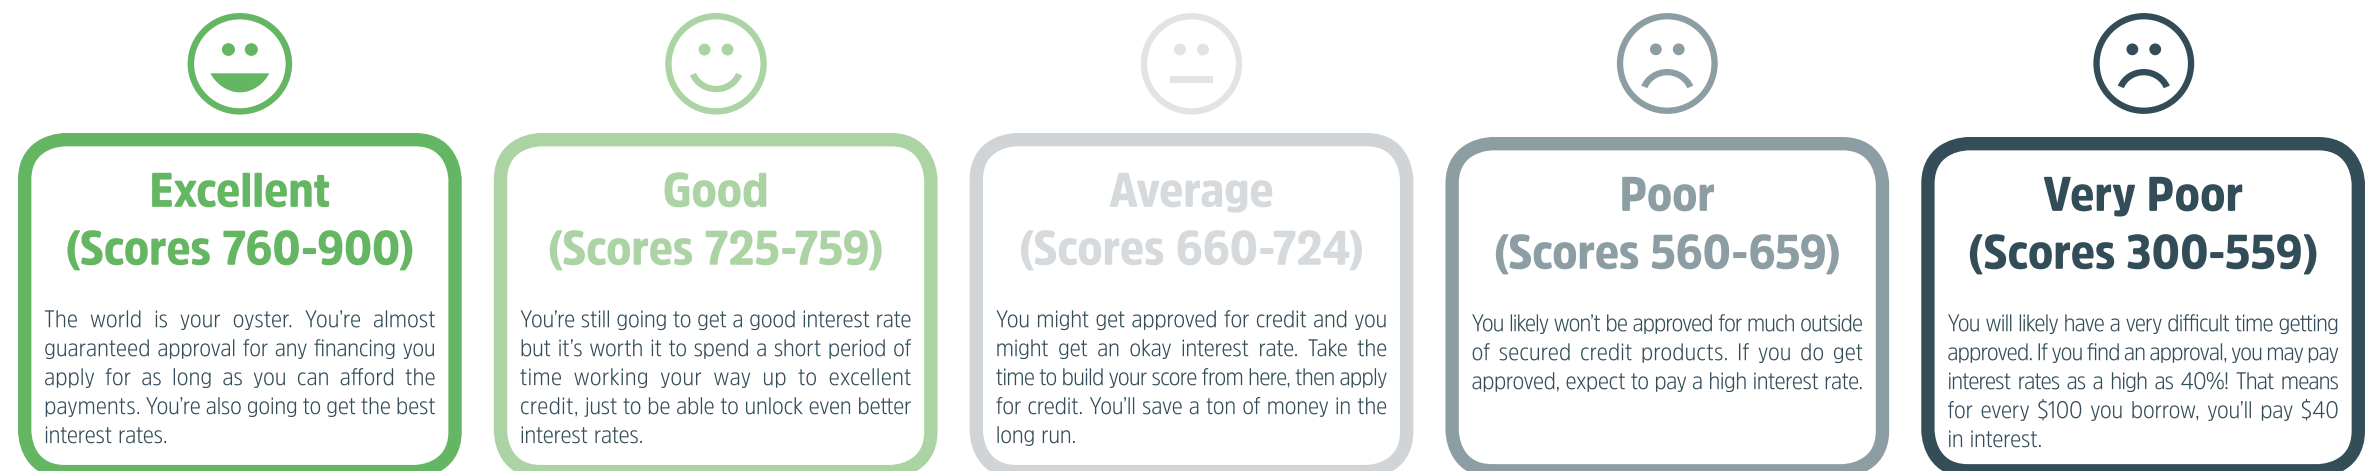 Excellent
(Scores 760-900)
The world is your oyster. You're almost
guaranteed approval for any financing you
apply for as long as you can afford the
payments. You're also going to get the best
interest rates.
Good
(Scores 725-759)
You're still going to get a good interest rate
but it's worth it to spend a short period of
time working your way up to excellent
credit, just to be able to unlock even better
interest rates.
Average
(Scores 660-724)
You might get approved for credit and you
might get an okay interest rate. Take the
time to build your score from here, then apply
for credit. You'll save a ton of money in the
long run.
Poor
(Scores 560-659)
You likely won't be approved for much outside
of secured credit products. If you do get
approved, expect to pay a high interest rate.
Very Poor
(Scores 300-559)
You will likely have a very difficult time getting
approved. If you find an approval, you may pay
interest rates as a high as 40%! That means
for every $100 you borrow, you'll pay $40
in interest.